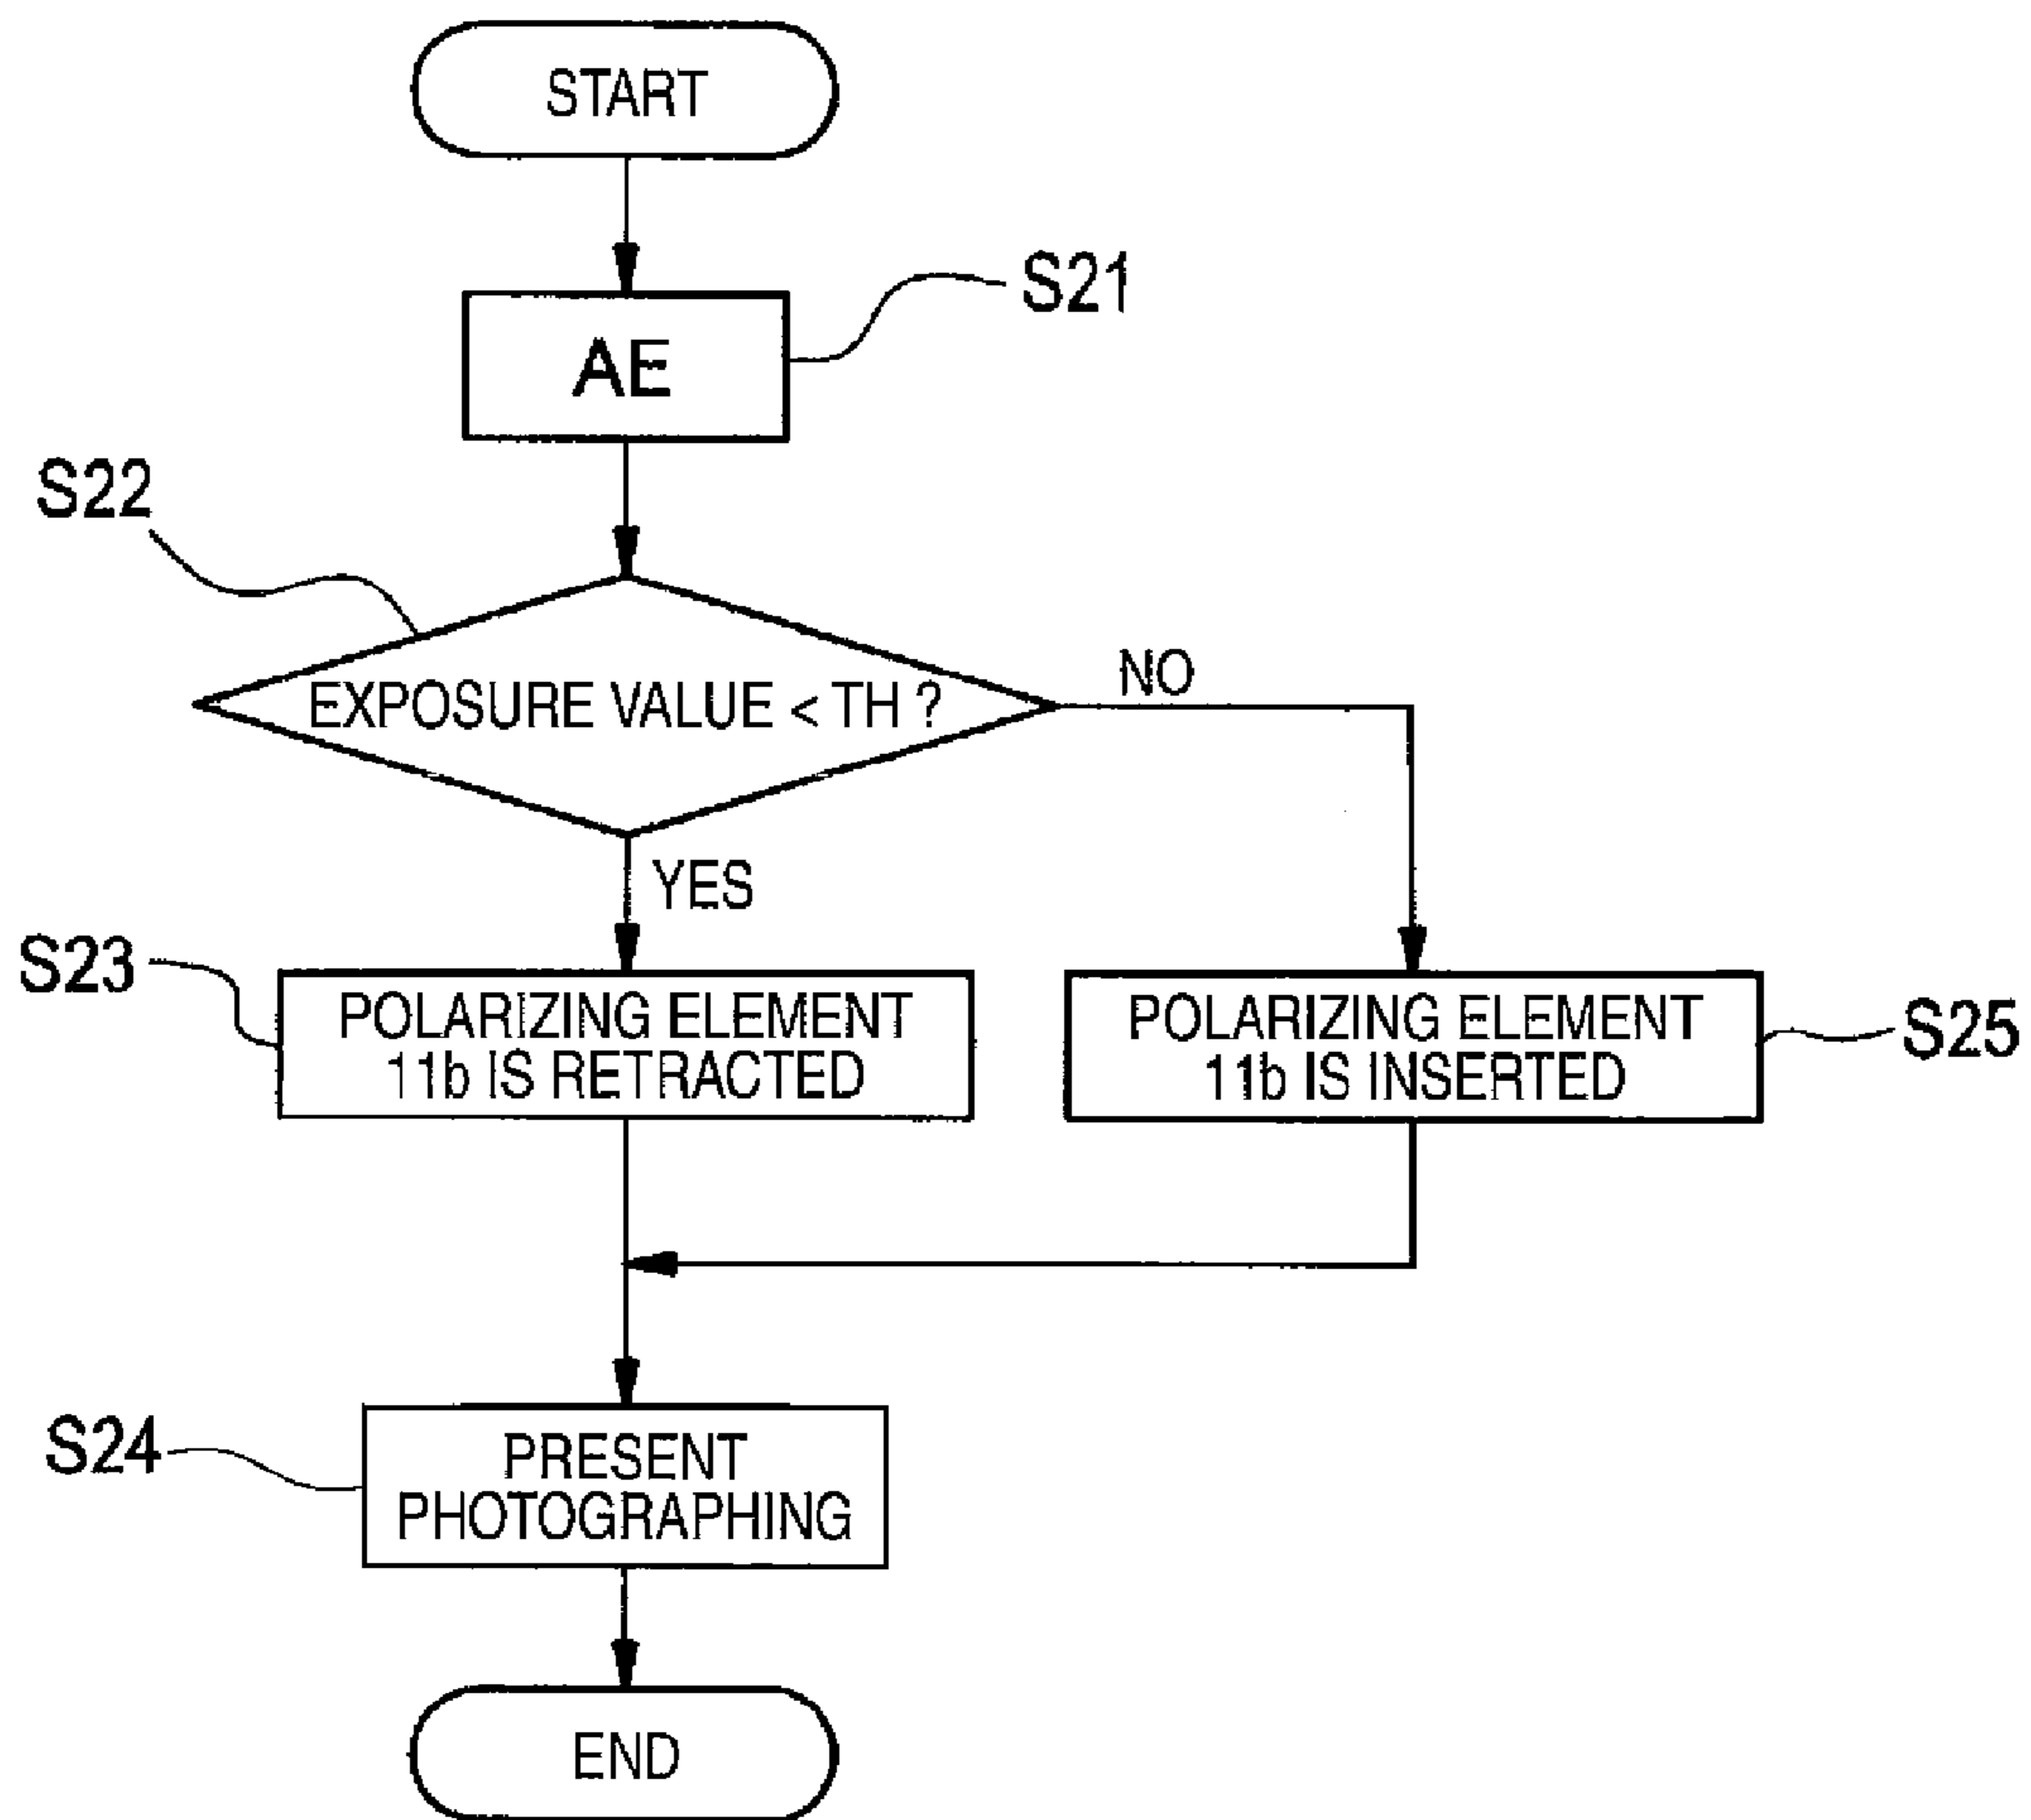 START
S21
AE
S22
EXPOSURE VALUE < TH ?
NO
YES
S23
POLARIZING ELEMENT
11b IS RETRACTED
POLARIZING ELEMENT
11b IS INSERTED
S25
S24
PRESENT
PHOTOGRAPHING
END